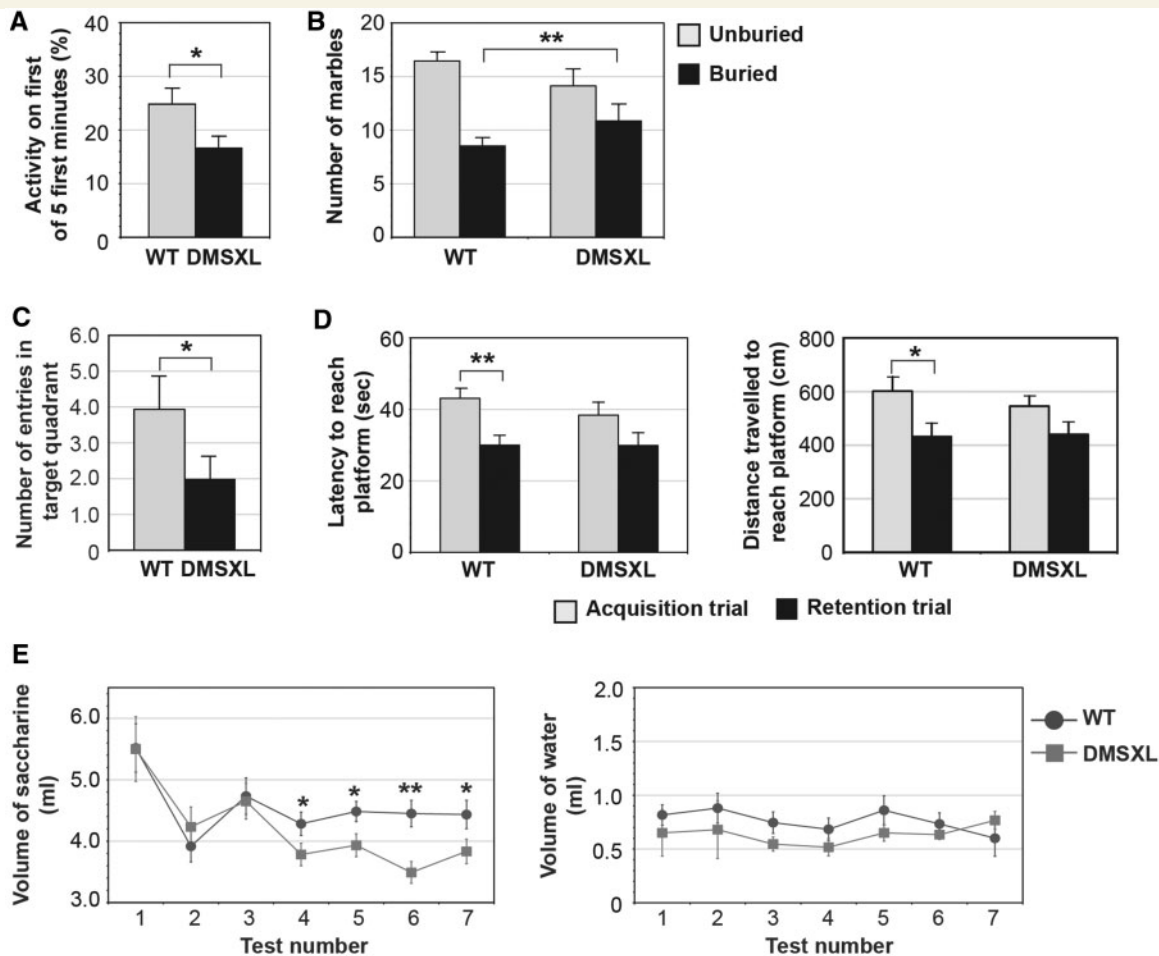 A
Activity on first
of 5 first minutes (%)
40
30
20
10
0
*
WT DMSXL
B
Number of marbles
20
15
10
5
0
**
WT DMSXL
Unburied
Buried
C
Number of entries in
target quadrant
6.0
5.0
4.0
3.0
2.0
1.0
0
*
WT DMSXL
D
Latency to reach
platform (sec)
60
40
20
0
**
WT DMSXL
Distance travelled to
reach platform (cm)
800
600
400
200
0
*
WT DMSXL
Acquisition trial Retention trial
E
Volume of saccharine
(ml)
6.0
5.0
4.0
3.0
* * ** *
1 2 3 4 5 6 7
Test number
Volume of water
(ml)
2.0
1.5
1.0
0.5
0
1 2 3 4 5 6 7
Test number
WT
DMSXL